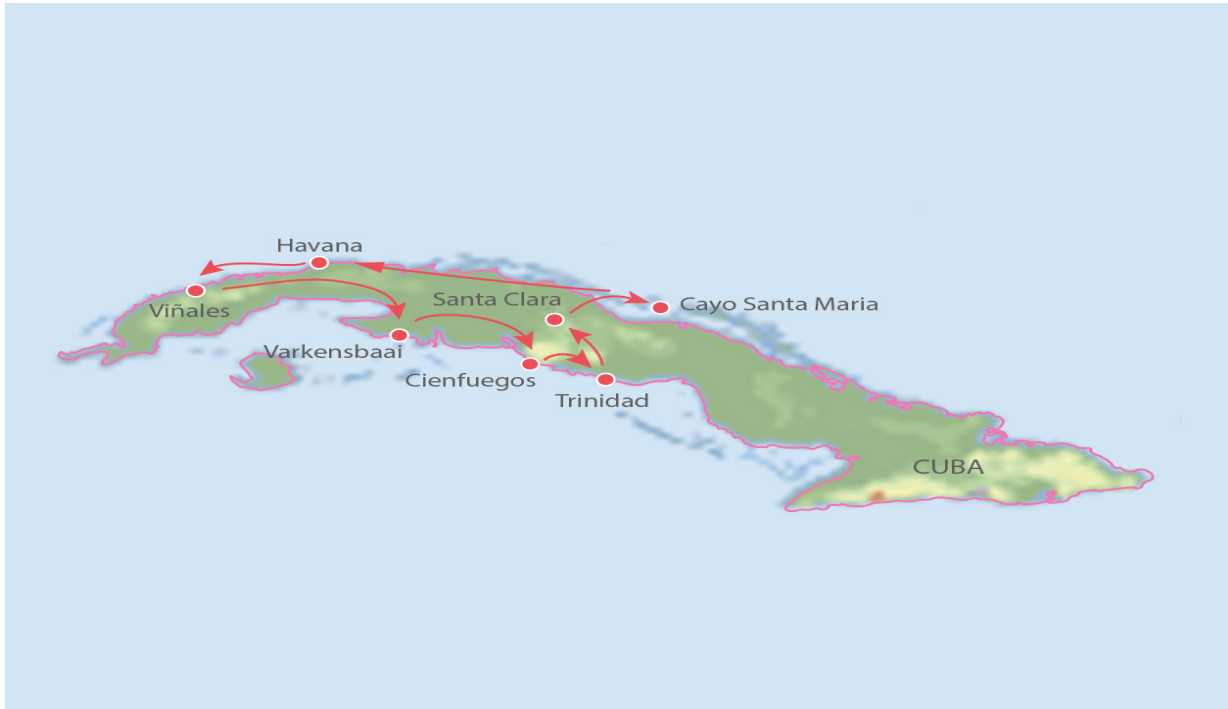 Havana
Santa Clara
Cayo Santa Maria
Viñales
Varkensbaai
Cienfuegos
Trinidad
CUBA